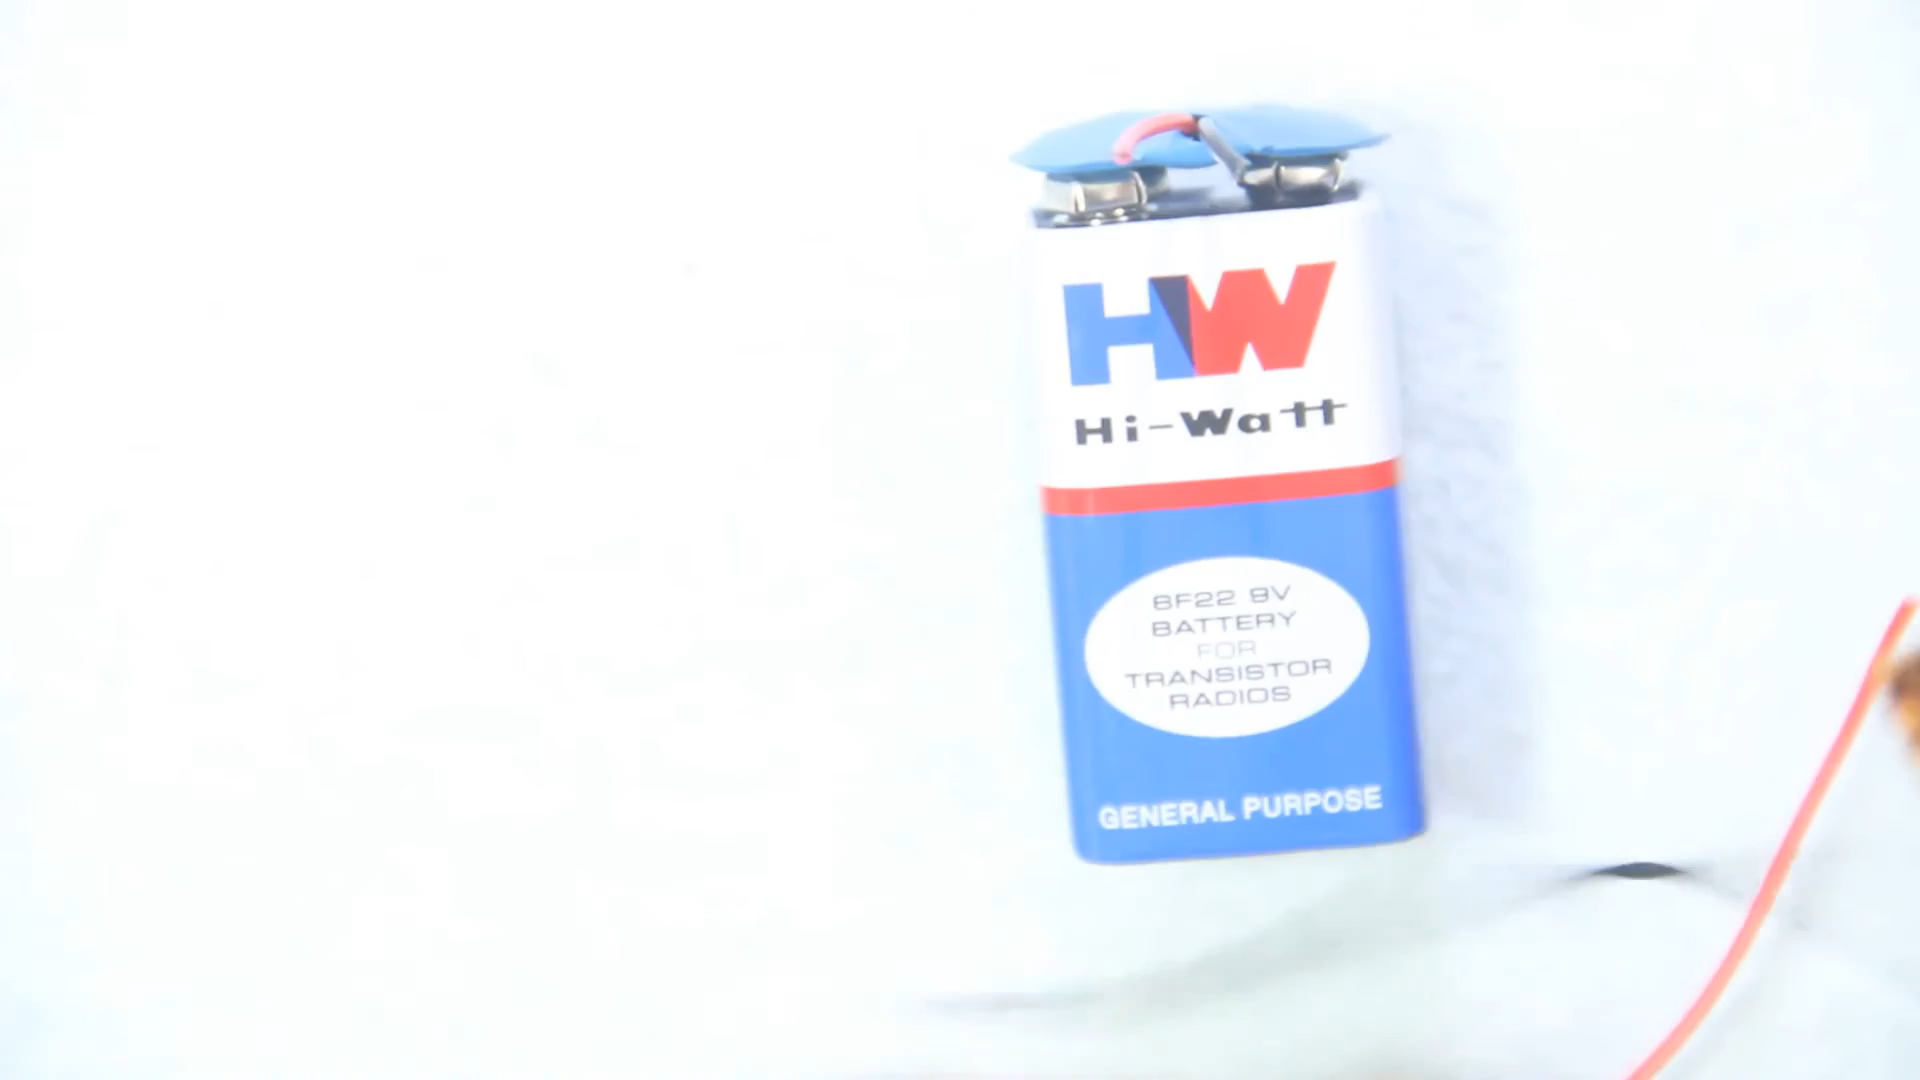 HW
Hi-Watt
6F22 9V
BATTERY
FOR
TRANSISTOR
RADIOS
GENERAL PURPOSE